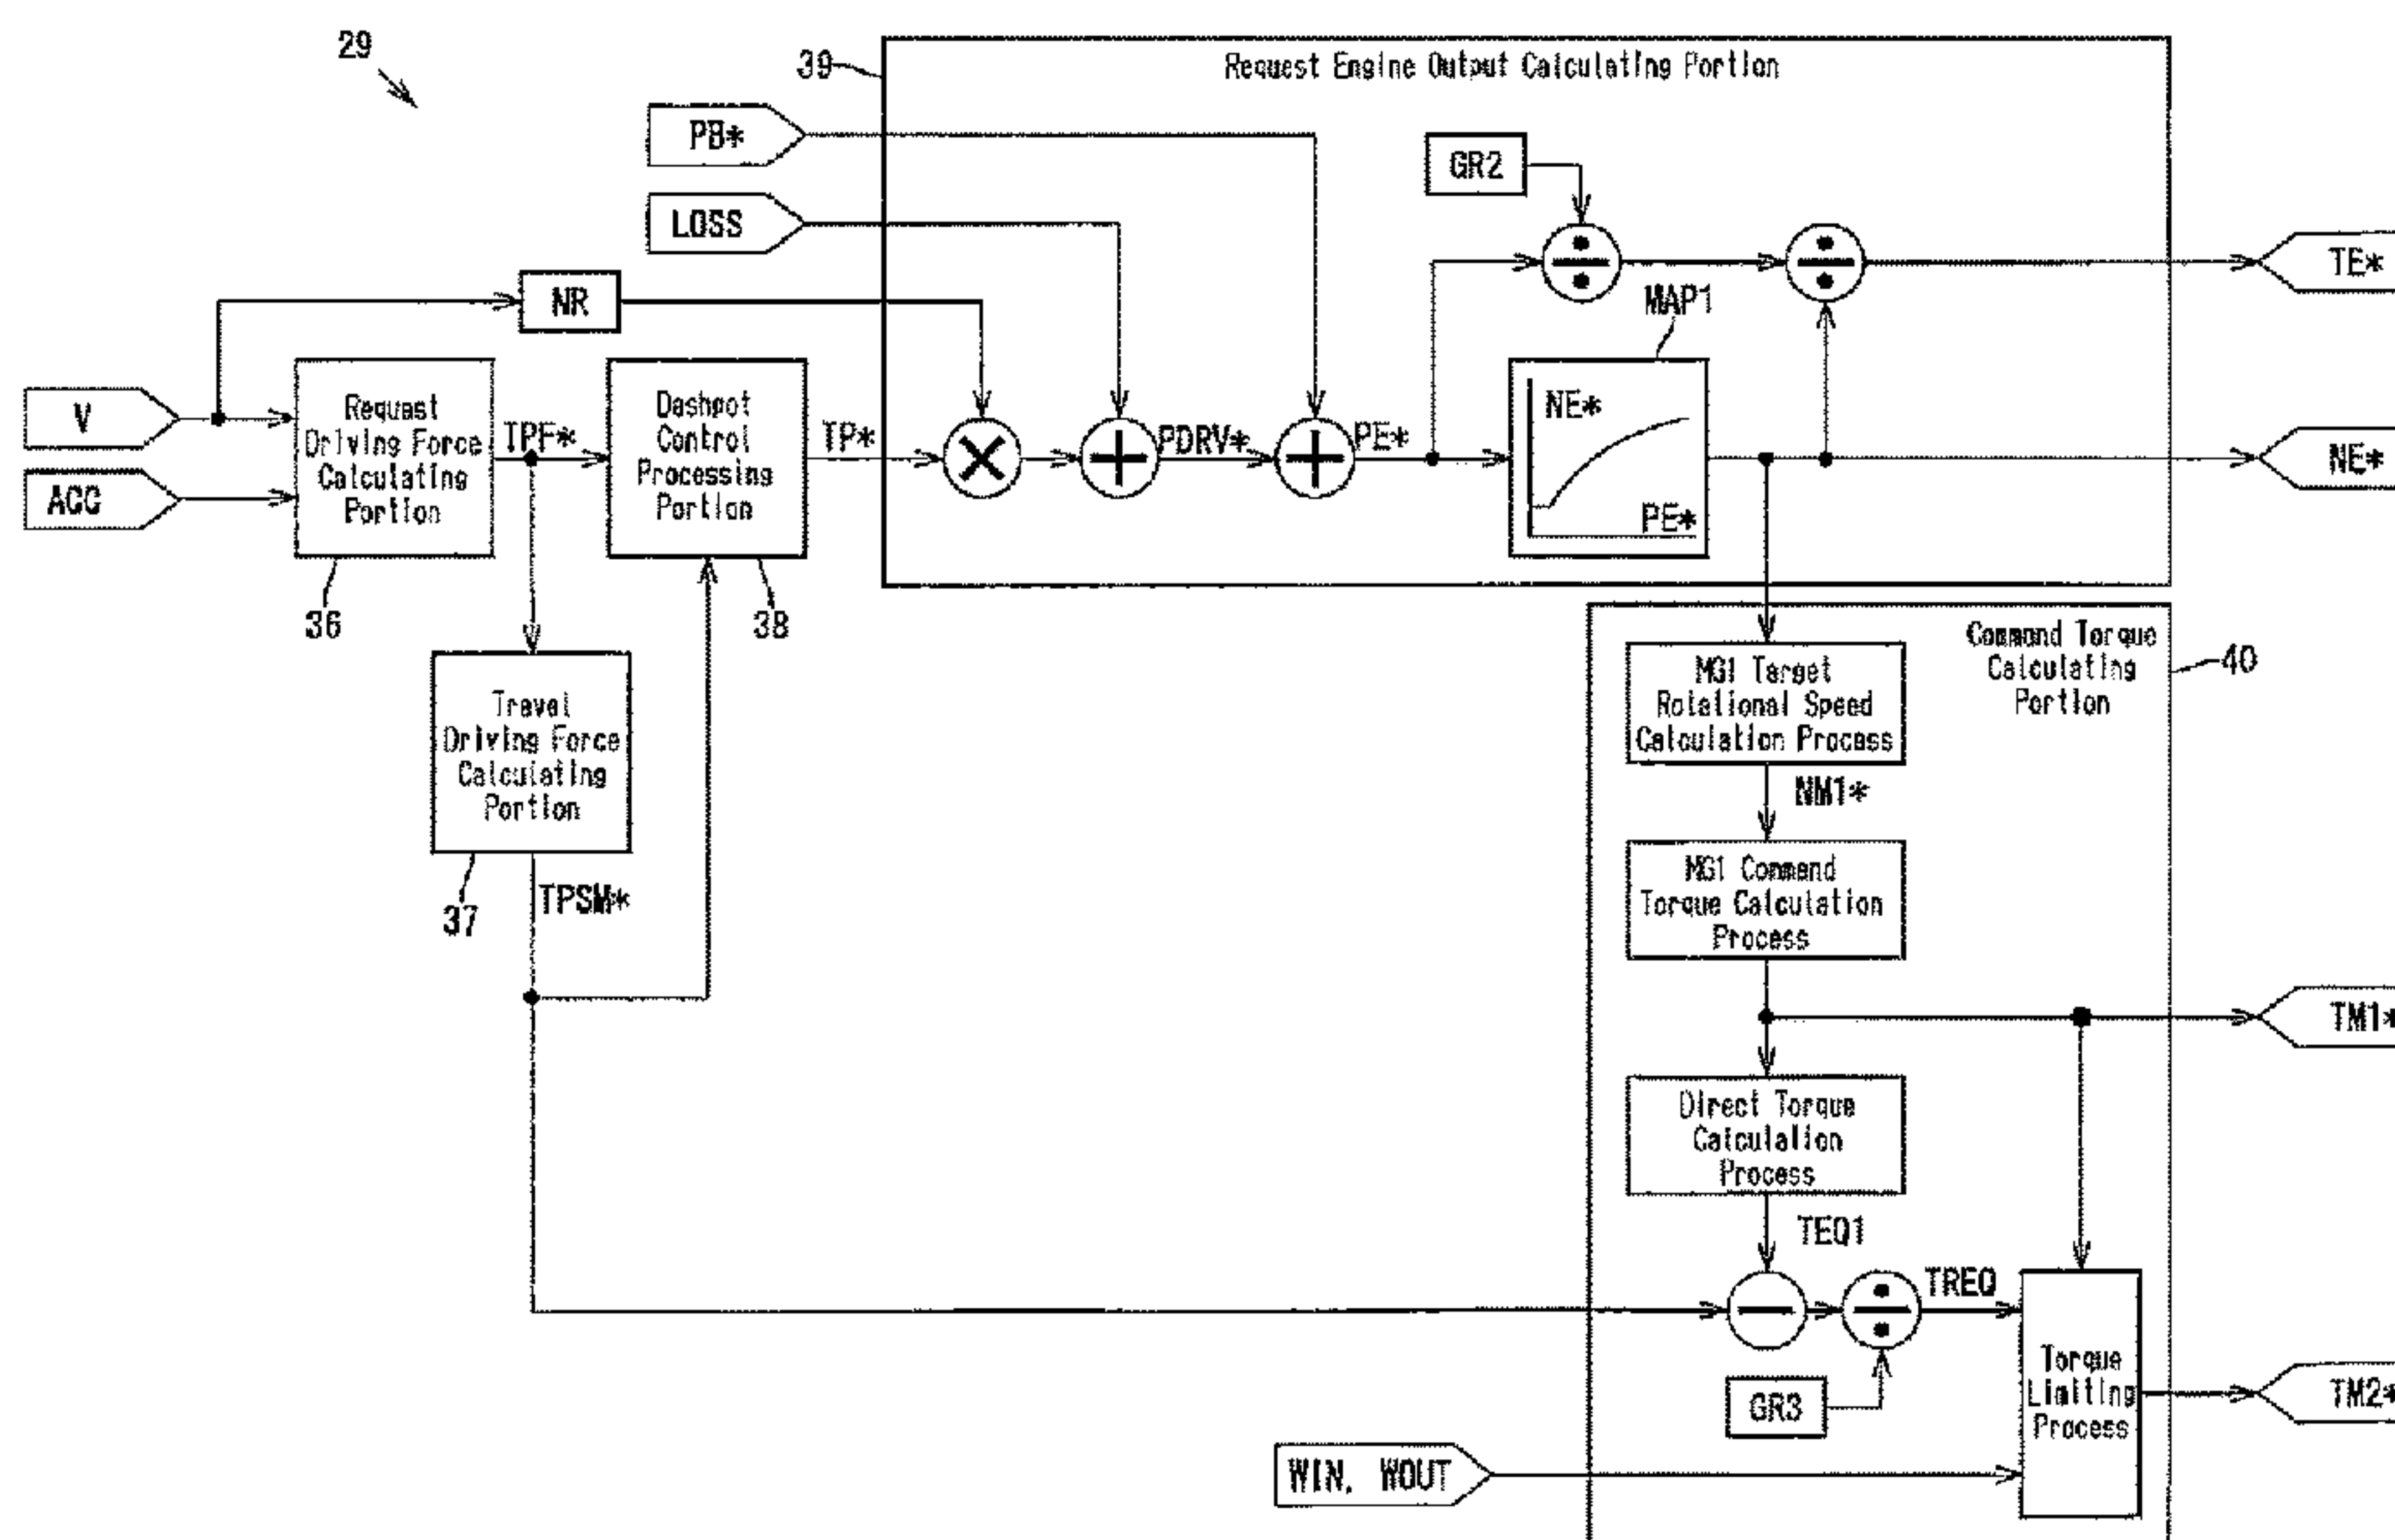 29
39
Request Engine Output Calculating Portion
PB*
LOSS
GR2
NR
MAP1
TE*
V
ACC
Request
Driving Force
Calculating
Portion
TPF*
Dashpot
Control
Processing
Portion
TP*
PDRV*
PE*
NE*
PE*
NE*
36
38
Travel
Driving Force
Calculating
Portion
37
TPSM*
Command Torque
Calculating
Portion
40
MG1 Target
Rotational Speed
Calculation Process
NM1*
MG1 Command
Torque Calculation
Process
TM1*
Direct Torque
Calculation
Process
TEQ1
TREQ
GR3
Torque
Limiting
Process
TM2*
WIN, WOUT